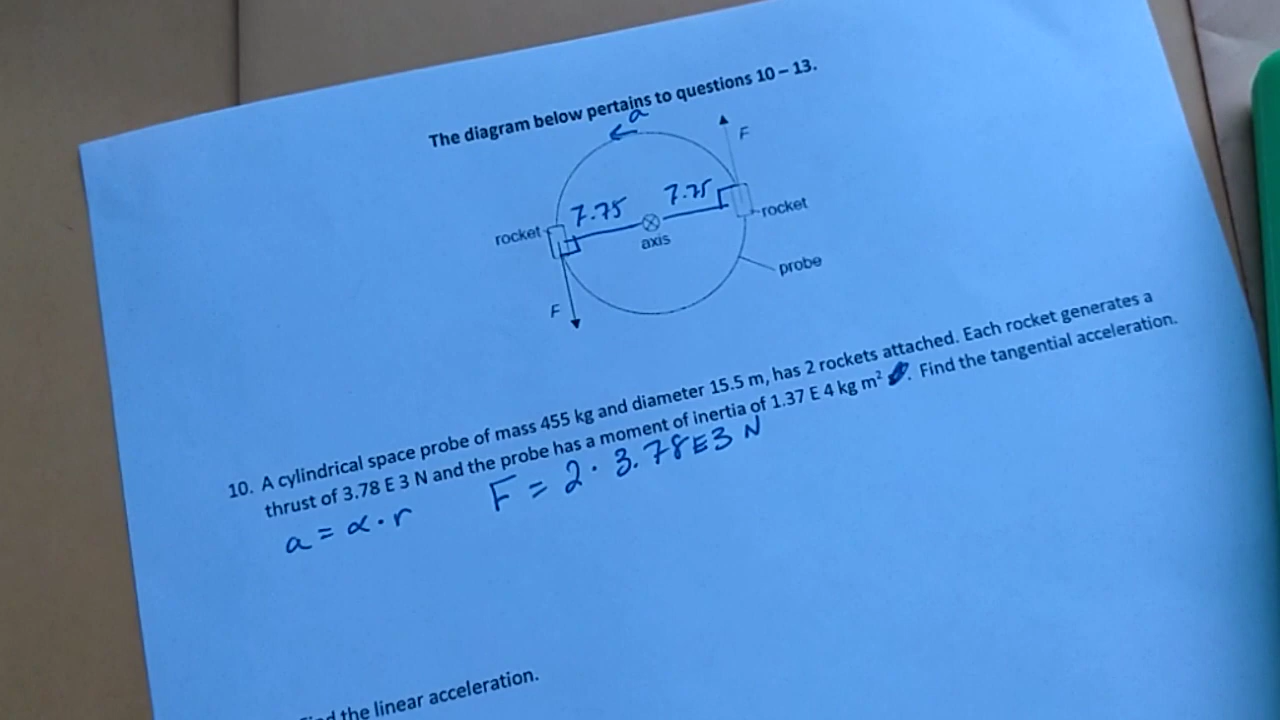 The diagram below pertains to questions 10 – 13.
a
F
7.75
7.75
rocket
rocket
axis
probe
F
10. A cylindrical space probe of mass 455 kg and diameter 15.5 m, has 2 rockets attached. Each rocket generates a
thrust of 3.78 E 3 N and the probe has a moment of inertia of 1.37 E 4 kg m². Find the tangential acceleration.
a = α · r F = 2 · 3.78E3 N
the linear acceleration.